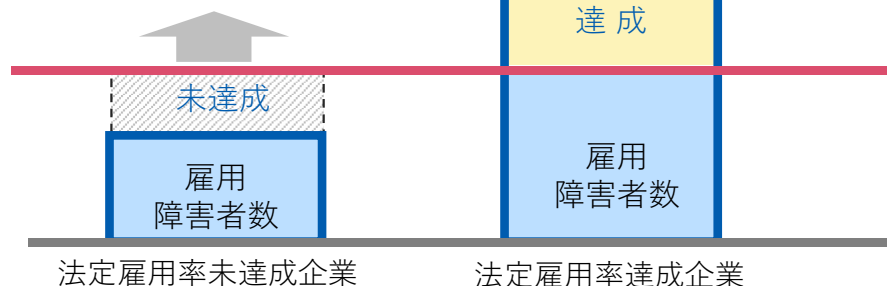 達 成
未達成
雇用
障害者数
雇用
障害者数
法定雇用率未達成企業
法定雇用率達成企業